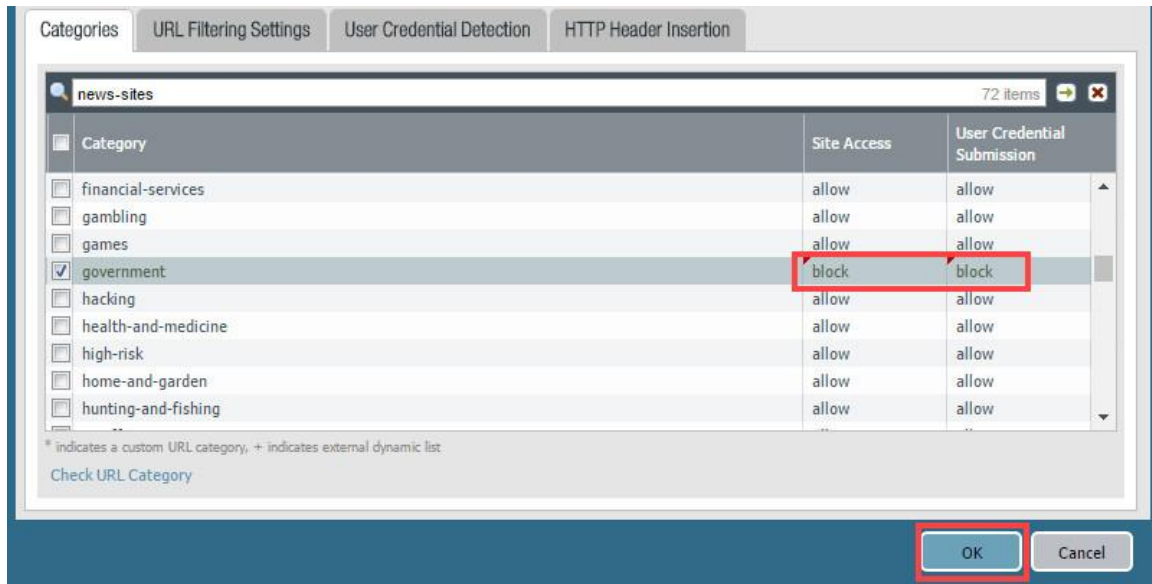 Categories URL Filtering Settings User Credential Detection HTTP Header Insertion
news-sites 72 items
Category Site Access User Credential Submission
financial-services allow allow
gambling allow allow
games allow allow
government block block
hacking allow allow
health-and-medicine allow allow
high-risk allow allow
home-and-garden allow allow
hunting-and-fishing allow allow
* indicates a custom URL category, + indicates external dynamic list
Check URL Category
OK Cancel